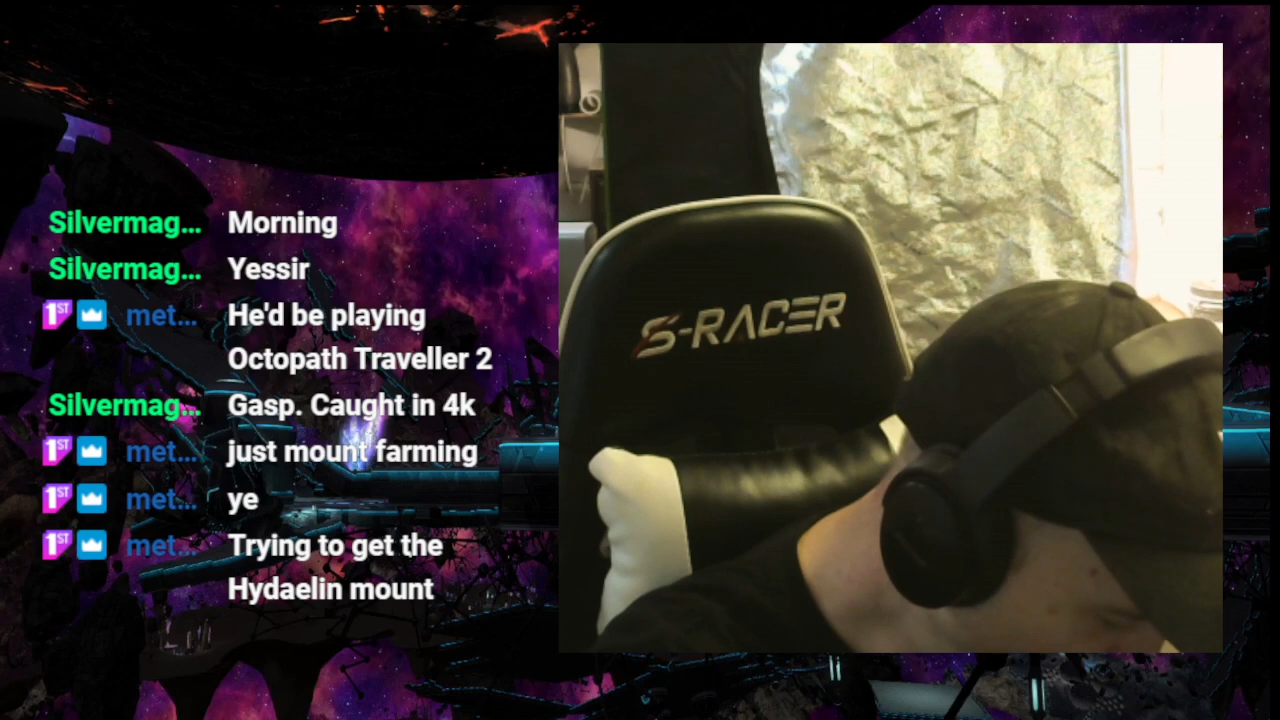 Silvermag... Morning
Silvermag... Yessir
1ST met... He'd be playing
Octopath Traveller 2
Silvermag... Gasp. Caught in 4k
1ST met... just mount farming
1ST met... ye
1ST met... Trying to get the
Hydaelin mount
S-RACER